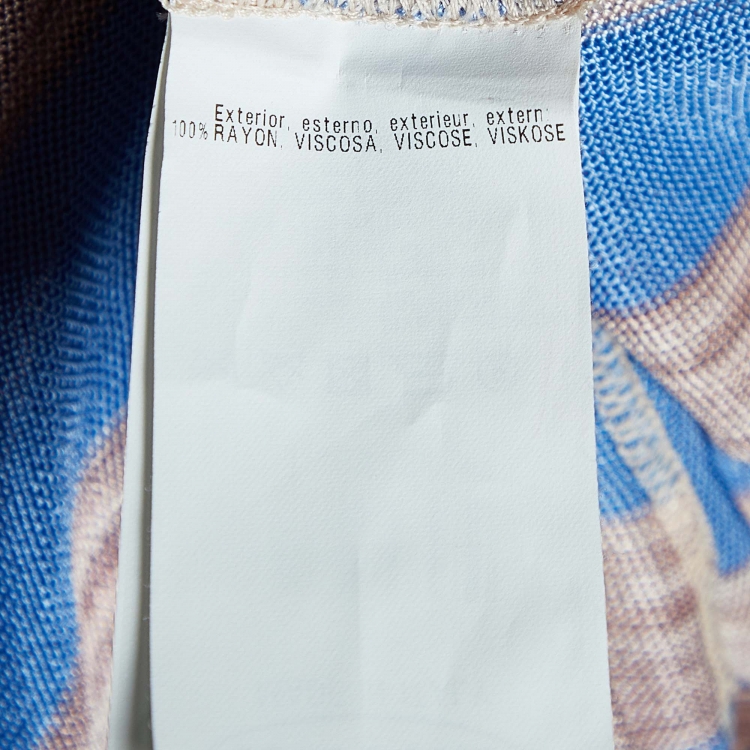 Exterior, esterno, exterieur, extern:
100% RAYON, VISCOSA, VISCOSE, VISKOSE